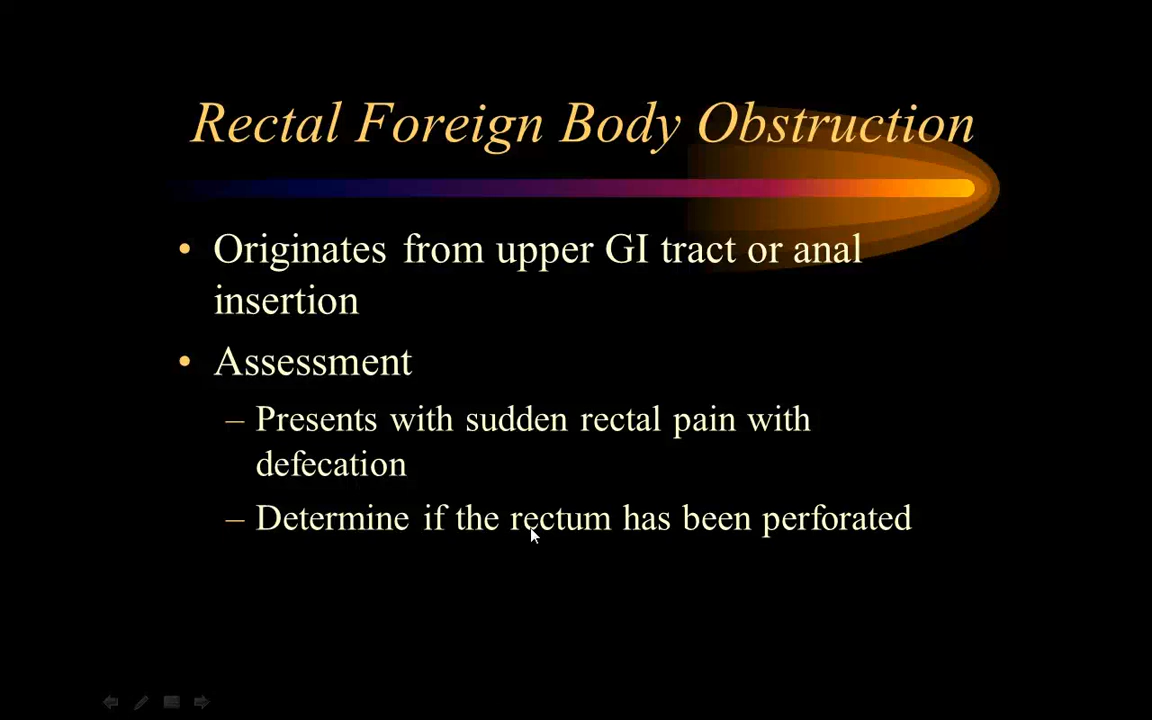 Rectal Foreign Body Obstruction
• Originates from upper GI tract or anal
insertion
• Assessment
– Presents with sudden rectal pain with
defecation
– Determine if the rectum has been perforated